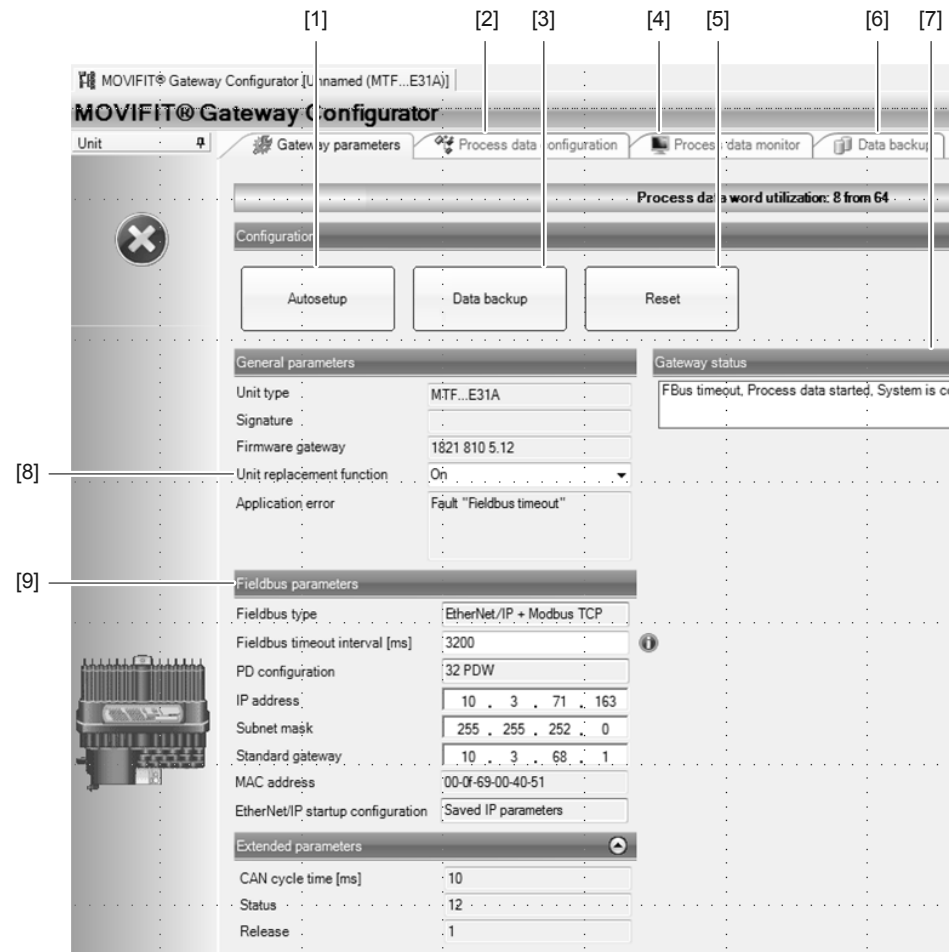 [1] [2] [3] [4] [5] [6] [7]
MOVIFIT® Gateway Configurator [Unnamed (MTF...E31A)]
MOVIFIT® Gateway Configurator
Unit Gateway parameters Process data configuration Process data monitor Data backup
Process data word utilization: 8 from 64
Configuration
Autosetup Data backup Reset
General parameters Gateway status
Unit type MTF...E31A FBus timeout, Process data started, System is c
Signature
Firmware gateway 1821 810 5.12
[8] Unit replacement function On
Application error Fault "Fieldbus timeout"
[9] Fieldbus parameters
Fieldbus type EtherNet/IP + Modbus TCP
Fieldbus timeout interval [ms] 3200
PD configuration 32 PDW
IP address 10 . 3 . 71 . 163
Subnet mask 255 . 255 . 252 . 0
Standard gateway 10 . 3 . 68 . 1
MAC address 00-0f-69-00-40-51
EtherNet/IP startup configuration Saved IP parameters
Extended parameters
CAN cycle time [ms] 10
Status 12
Release 1